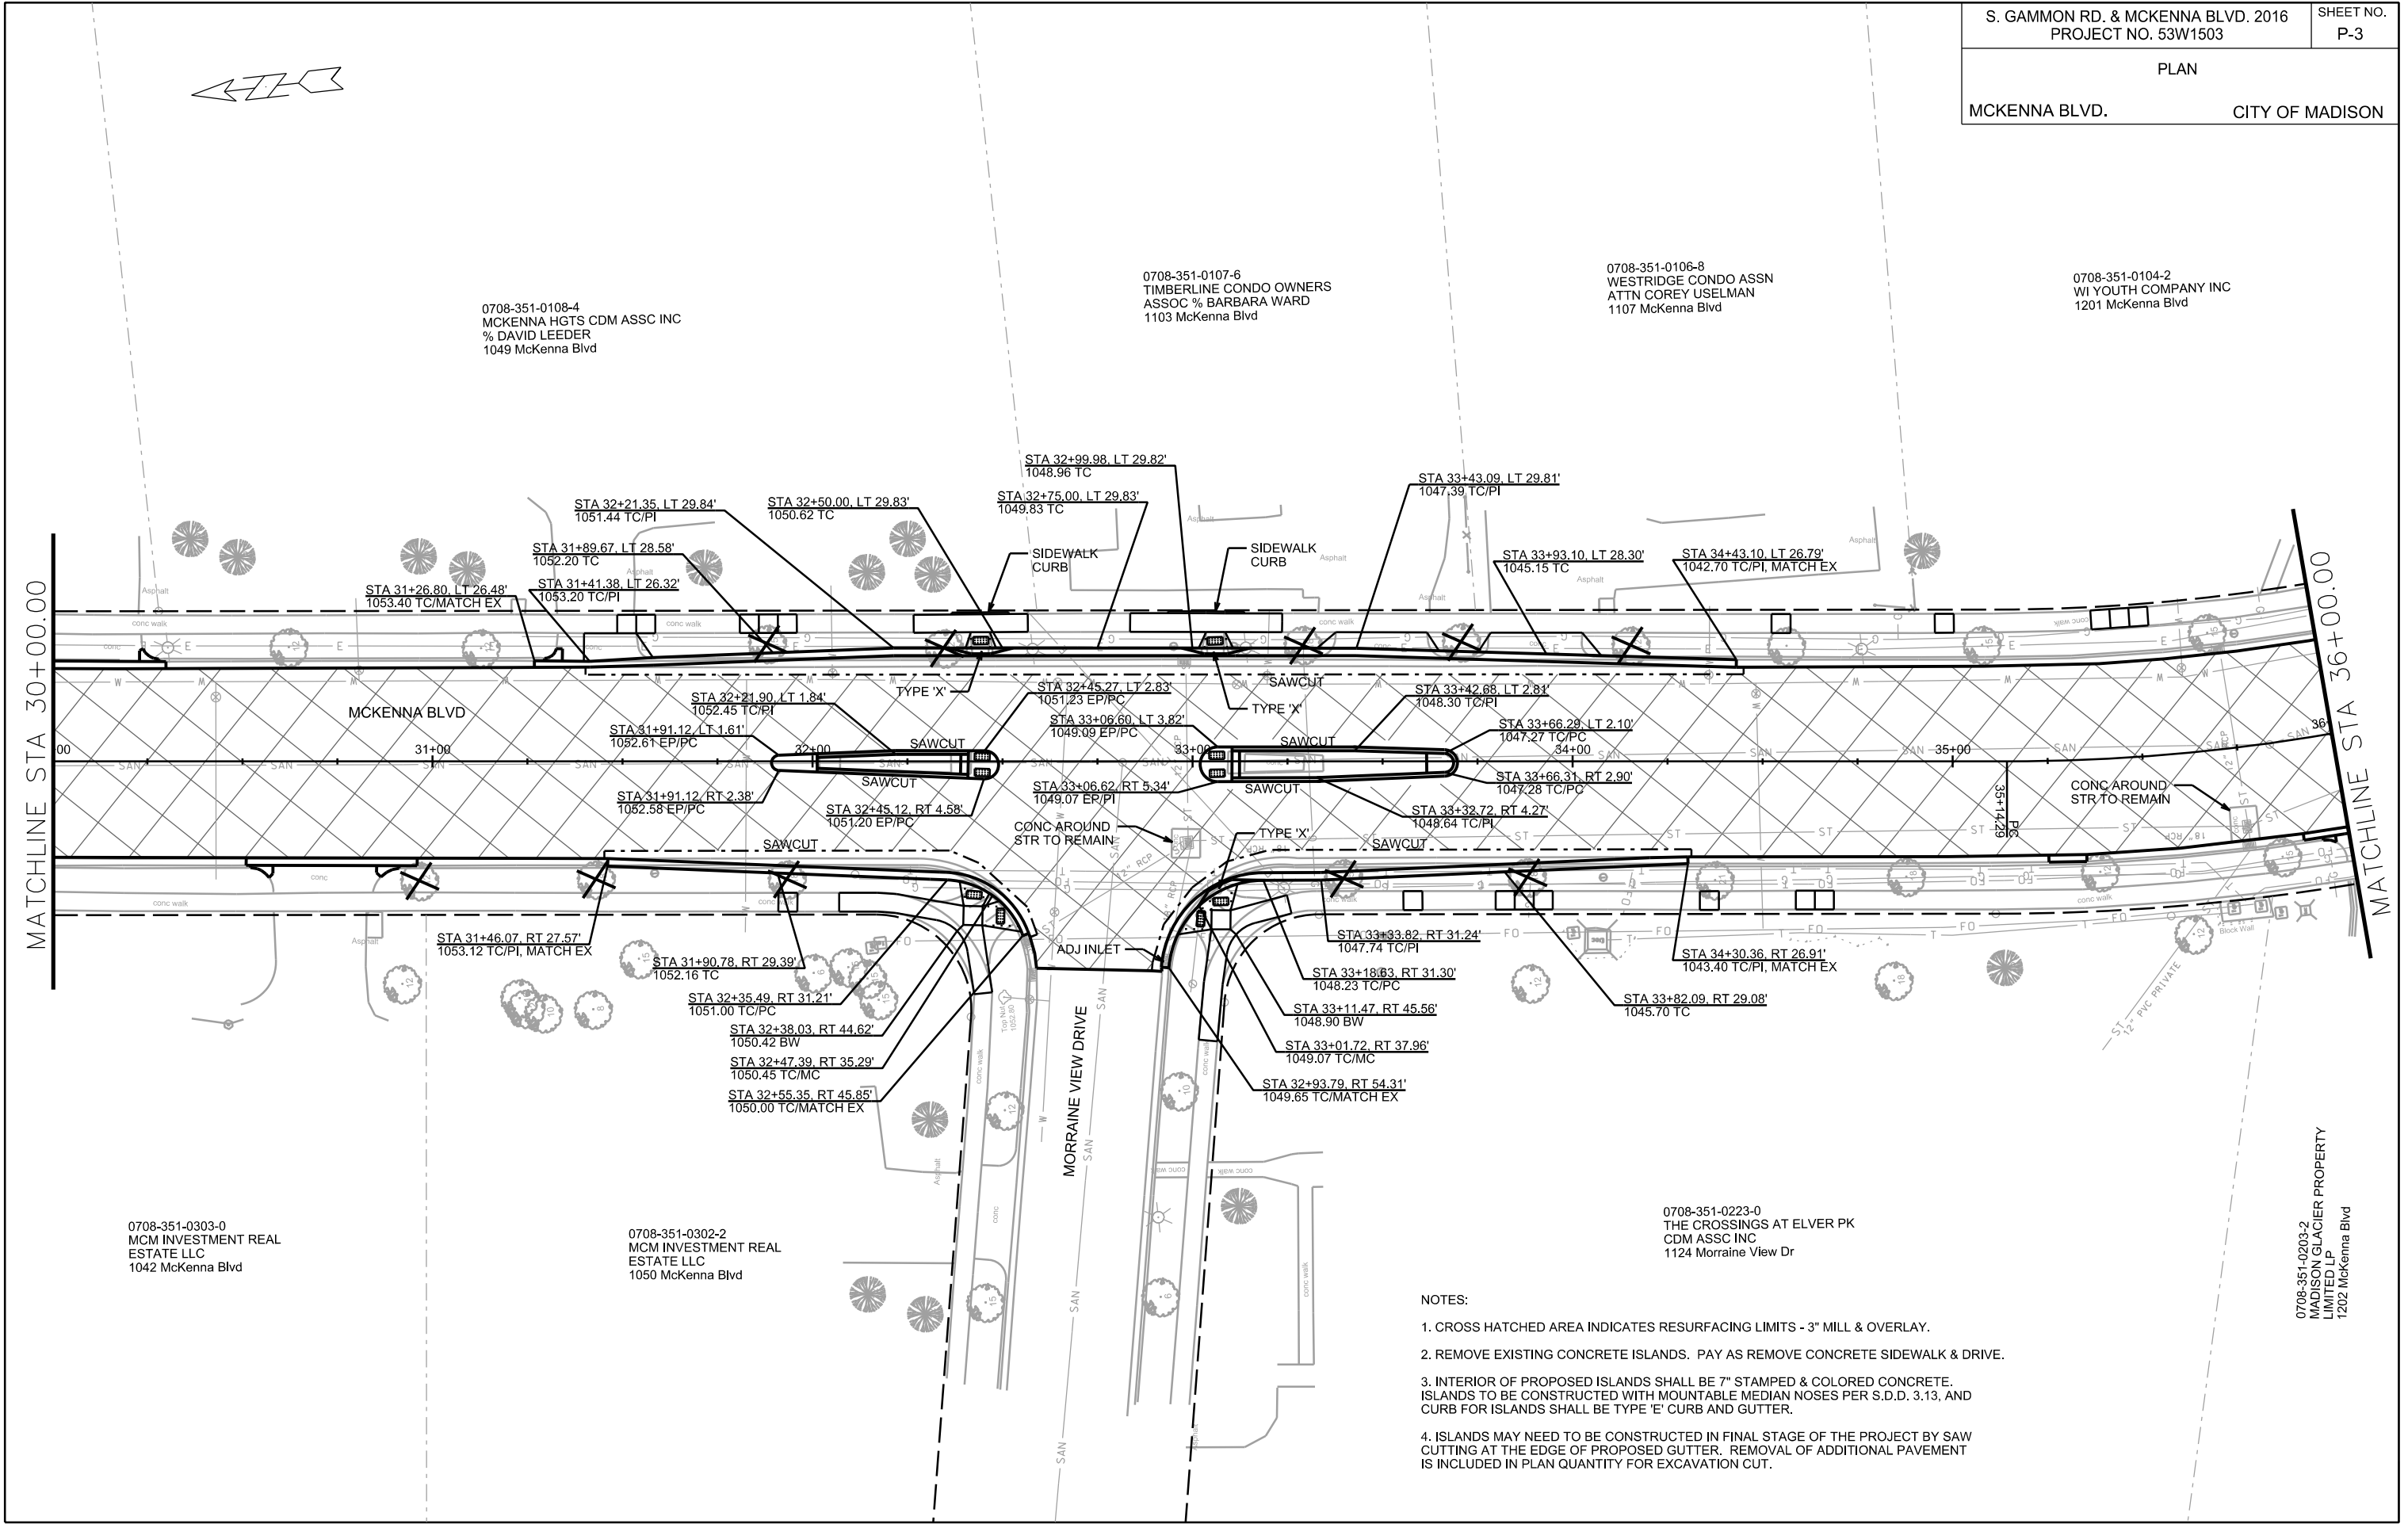 S. GAMMON RD. & MCKENNA BLVD. 2016
PROJECT NO. 53W1503
SHEET NO.
P-3
PLAN
MCKENNA BLVD.
CITY OF MADISON
0708-351-0108-4
MCKENNA HGTS CDM ASSC INC
% DAVID LEEDER
1049 McKenna Blvd
0708-351-0107-6
TIMBERLINE CONDO OWNERS
ASSOC % BARBARA WARD
1103 McKenna Blvd
0708-351-0106-8
WESTRIDGE CONDO ASSN
ATTN COREY USELMAN
1107 McKenna Blvd
0708-351-0104-2
WI YOUTH COMPANY INC
1201 McKenna Blvd
MATCHLINE STA 30+00.00
MATCHLINE STA 36+00.00
STA 31+26.80, LT 26.48'
1053.40 TC/MATCH EX
STA 31+41.38, LT 26.32'
1053.20 TC/PI
STA 31+89.67, LT 28.58'
1052.20 TC
STA 32+21.35, LT 29.84'
1051.44 TC/PI
STA 32+50.00, LT 29.83'
1050.62 TC
STA 32+75.00, LT 29.83'
1049.83 TC
STA 32+99.98, LT 29.82'
1048.96 TC
SIDEWALK
CURB
SIDEWALK
CURB
STA 33+43.09, LT 29.81'
1047.39 TC/PI
STA 33+93.10, LT 28.30'
1045.15 TC
STA 34+43.10, LT 26.79'
1042.70 TC/PI, MATCH EX
TYPE 'X'
TYPE 'X'
SAWCUT
MCKENNA BLVD
STA 32+21.90, LT 1.84'
1052.45 TC/PI
STA 31+91.12, LT 1.61'
1052.61 EP/PC
STA 32+45.27, LT 2.83'
1051.23 EP/PC
STA 33+06.60, LT 3.82'
1049.09 EP/PC
STA 33+42.68, LT 2.81'
1048.30 TC/PI
STA 33+66.29, LT 2.10'
1047.27 TC/PC
00
31+00
32+00
33+00
34+00
35+00
36+
SAWCUT
SAWCUT
SAWCUT
SAWCUT
STA 31+91.12, RT 2.38'
1052.58 EP/PC
STA 32+45.12, RT 4.58'
1051.20 EP/PC
STA 33+06.62, RT 5.34'
1049.07 EP/PI
STA 33+66.31, RT 2.90'
1047.28 TC/PC
STA 33+32.72, RT 4.27'
1048.64 TC/PI
PC
35+14.29
CONC AROUND
STR TO REMAIN
CONC AROUND
STR TO REMAIN
TYPE 'X'
SAWCUT
SAWCUT
ADJ INLET
STA 31+46.07, RT 27.57'
1053.12 TC/PI, MATCH EX
STA 31+90.78, RT 29.39'
1052.16 TC
STA 32+35.49, RT 31.21'
1051.00 TC/PC
STA 32+38.03, RT 44.62'
1050.42 BW
STA 32+47.39, RT 35.29'
1050.45 TC/MC
STA 32+55.35, RT 45.85'
1050.00 TC/MATCH EX
STA 33+33.82, RT 31.24'
1047.74 TC/PI
STA 33+18.63, RT 31.30'
1048.23 TC/PC
STA 33+11.47, RT 45.56'
1048.90 BW
STA 33+01.72, RT 37.96'
1049.07 TC/MC
STA 32+93.79, RT 54.31'
1049.65 TC/MATCH EX
STA 34+30.36, RT 26.91'
1043.40 TC/PI, MATCH EX
STA 33+82.09, RT 29.08'
1045.70 TC
MORRAINE VIEW DRIVE
Block Wall
12" PVC PRIVATE
Top Nut
1052.80
0708-351-0303-0
MCM INVESTMENT REAL
ESTATE LLC
1042 McKenna Blvd
0708-351-0302-2
MCM INVESTMENT REAL
ESTATE LLC
1050 McKenna Blvd
0708-351-0223-0
THE CROSSINGS AT ELVER PK
CDM ASSC INC
1124 Morraine View Dr
0708-351-0203-2
MADISON GLACIER PROPERTY
LIMITED LP
1202 McKenna Blvd
NOTES:
1. CROSS HATCHED AREA INDICATES RESURFACING LIMITS - 3" MILL & OVERLAY.
2. REMOVE EXISTING CONCRETE ISLANDS. PAY AS REMOVE CONCRETE SIDEWALK & DRIVE.
3. INTERIOR OF PROPOSED ISLANDS SHALL BE 7" STAMPED & COLORED CONCRETE.
ISLANDS TO BE CONSTRUCTED WITH MOUNTABLE MEDIAN NOSES PER S.D.D. 3.13, AND
CURB FOR ISLANDS SHALL BE TYPE 'E' CURB AND GUTTER.
4. ISLANDS MAY NEED TO BE CONSTRUCTED IN FINAL STAGE OF THE PROJECT BY SAW
CUTTING AT THE EDGE OF PROPOSED GUTTER. REMOVAL OF ADDITIONAL PAVEMENT
IS INCLUDED IN PLAN QUANTITY FOR EXCAVATION CUT.